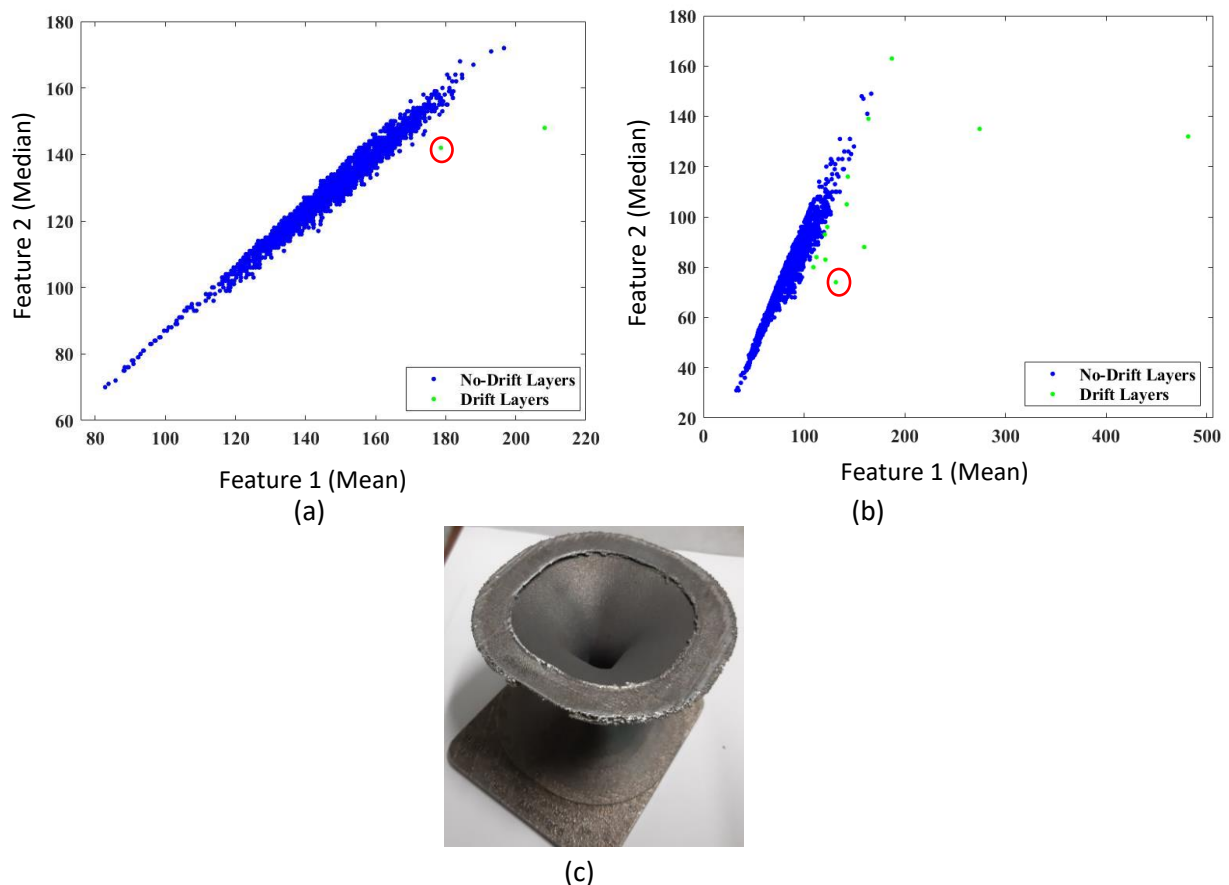 180
160
140
120
100
80
60
80 100 120 140 160 180 200 220
Feature 2 (Median)
Feature 1 (Mean)
No-Drift Layers
Drift Layers
(a)
180
160
140
120
100
80
60
40
20
0 100 200 300 400 500
Feature 2 (Median)
Feature 1 (Mean)
No-Drift Layers
Drift Layers
(b)
(c)